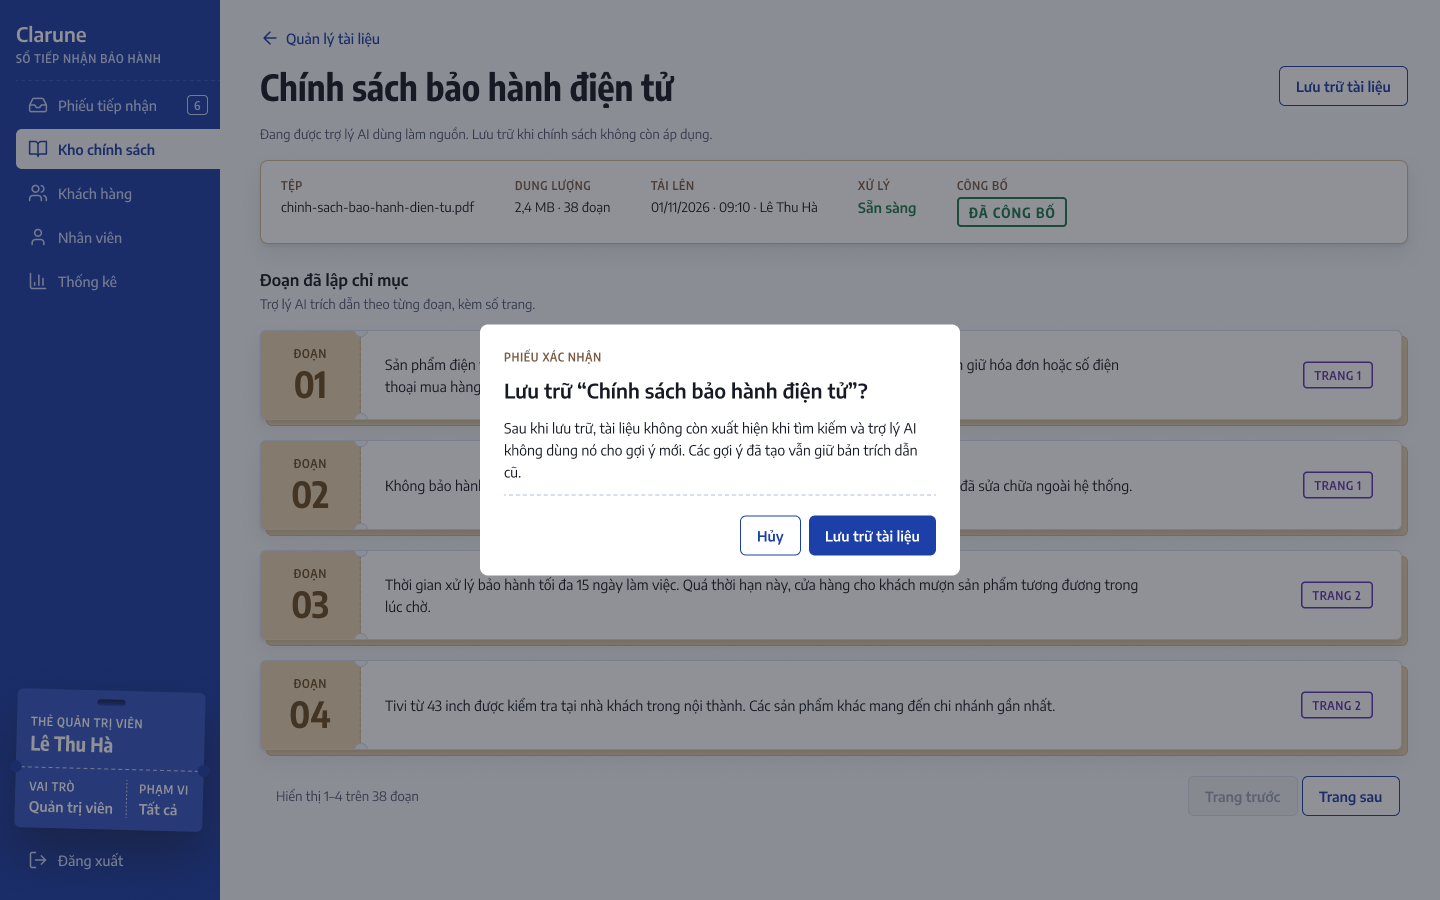 Clarune
SỔ TIẾP NHẬN BẢO HÀNH
Phiếu tiếp nhận 6
Kho chính sách
Khách hàng
Nhân viên
Thống kê
THẺ QUẢN TRỊ VIÊN
Lê Thu Hà
VAI TRÒ PHẠM VI
Quản trị viên Tất cả
Đăng xuất
Quản lý tài liệu
Chính sách bảo hành điện tử
Lưu trữ tài liệu
Đang được trợ lý AI dùng làm nguồn. Lưu trữ khi chính sách không còn áp dụng.
TỆP DUNG LƯỢNG TẢI LÊN XỬ LÝ CÔNG BỐ
chinh-sach-bao-hanh-dien-tu.pdf 2,4 MB · 38 đoạn 01/11/2026 · 09:10 · Lê Thu Hà Sẵn sàng ĐÃ CÔNG BỐ
Đoạn đã lập chỉ mục
Trợ lý AI trích dẫn theo từng đoạn, kèm số trang.
ĐOẠN
01
Sản phẩm điện giữ hóa đơn hoặc số điện
thoại mua hàng
TRANG 1
ĐOẠN
02
Không bảo hành đã sửa chữa ngoài hệ thống.
TRANG 1
ĐOẠN
03
Thời gian xử lý bảo hành tối đa 15 ngày làm việc. Quá thời hạn này, cửa hàng cho khách mượn sản phẩm tương đương trong
lúc chờ.
TRANG 2
ĐOẠN
04
Tivi từ 43 inch được kiểm tra tại nhà khách trong nội thành. Các sản phẩm khác mang đến chi nhánh gần nhất.
TRANG 2
Hiển thị 1–4 trên 38 đoạn
Trang trước Trang sau
PHIẾU XÁC NHẬN
Lưu trữ “Chính sách bảo hành điện tử”?
Sau khi lưu trữ, tài liệu không còn xuất hiện khi tìm kiếm và trợ lý AI
không dùng nó cho gợi ý mới. Các gợi ý đã tạo vẫn giữ bản trích dẫn
cũ.
Hủy Lưu trữ tài liệu